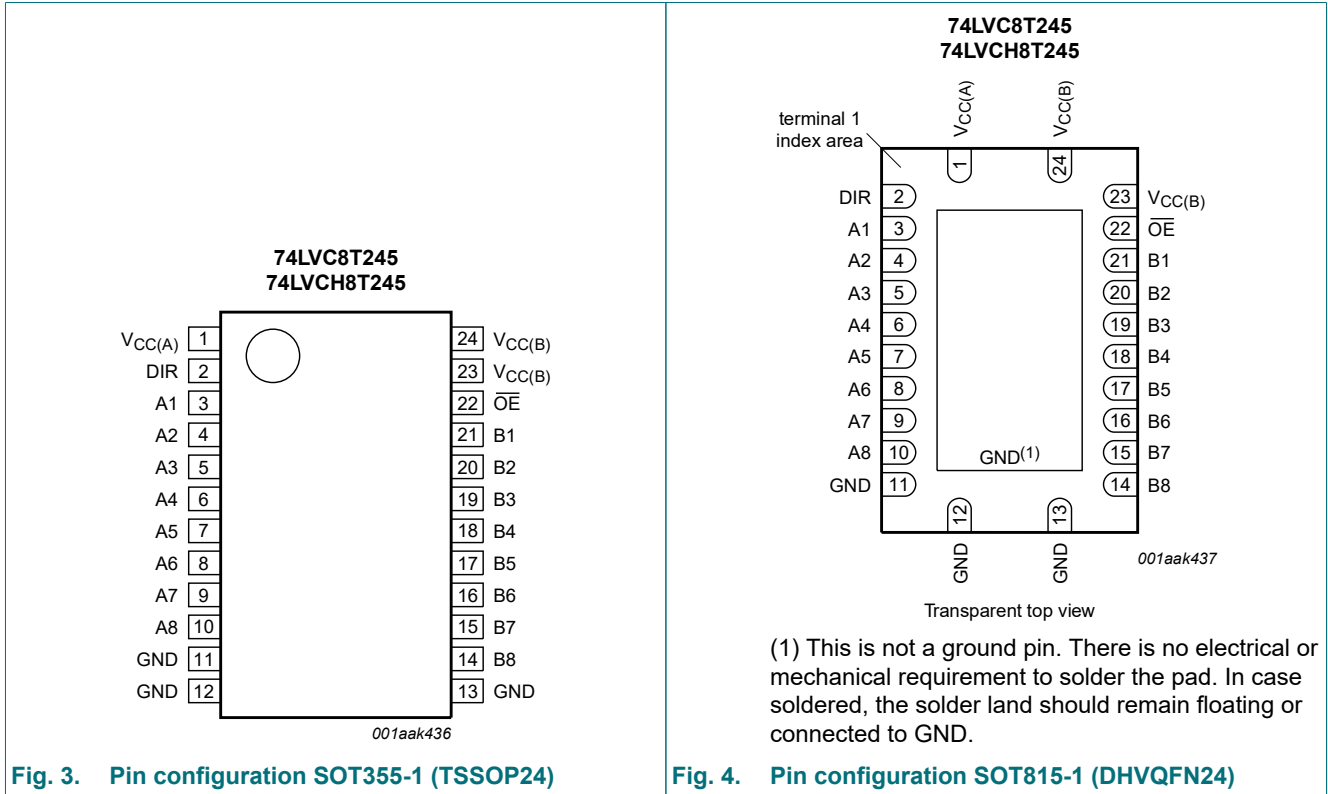 74LVC8T245
74LVCH8T245
VCC(A) 1
DIR 2
A1 3
A2 4
A3 5
A4 6
A5 7
A6 8
A7 9
A8 10
GND 11
GND 12
24 VCC(B)
23 VCC(B)
22 OE
21 B1
20 B2
19 B3
18 B4
17 B5
16 B6
15 B7
14 B8
13 GND
001aak436
Fig. 3. Pin configuration SOT355-1 (TSSOP24)
74LVC8T245
74LVCH8T245
terminal 1
index area
VCC(A)
VCC(B)
1
24
DIR 2
A1 3
A2 4
A3 5
A4 6
A5 7
A6 8
A7 9
A8 10
GND 11
23 VCC(B)
22 OE
21 B1
20 B2
19 B3
18 B4
17 B5
16 B6
15 B7
14 B8
GND(1)
12
13
GND
GND
001aak437
Transparent top view
(1) This is not a ground pin. There is no electrical or
mechanical requirement to solder the pad. In case
soldered, the solder land should remain floating or
connected to GND.
Fig. 4. Pin configuration SOT815-1 (DHVQFN24)